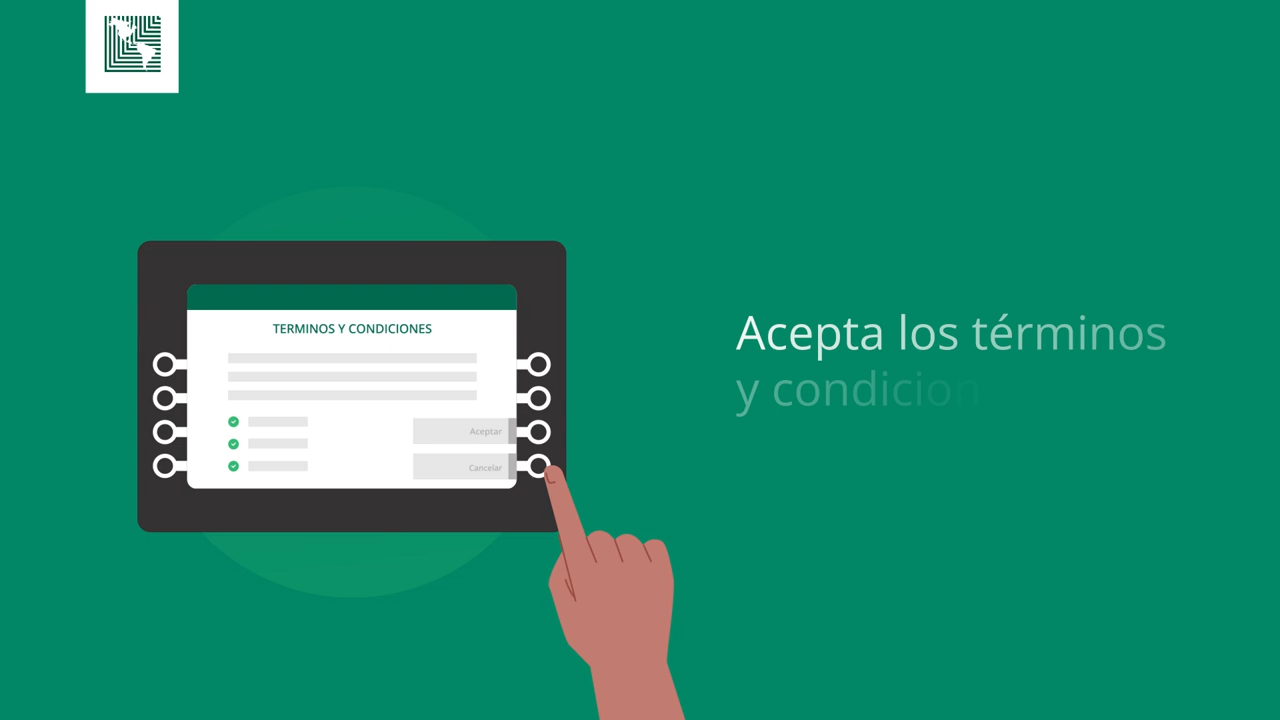 TERMINOS Y CONDICIONES
Aceptar
Cancelar
Acepta los términos
y condicion